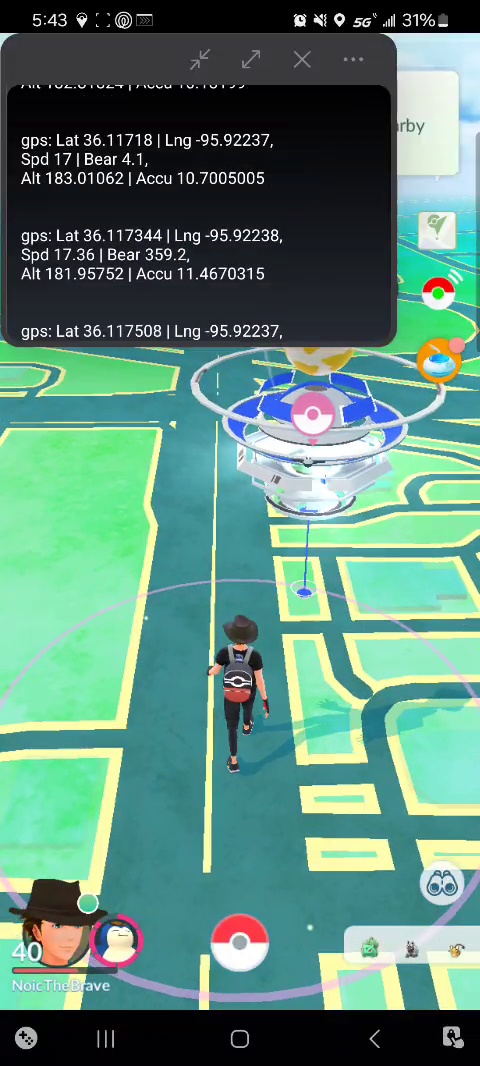 5:43
5G
31%
gps: Lat 36.11718 | Lng -95.92237,
Spd 17 | Bear 4.1,
Alt 183.01062 | Accu 10.7005005
gps: Lat 36.117344 | Lng -95.92238,
Spd 17.36 | Bear 359.2,
Alt 181.95752 | Accu 11.4670315
gps: Lat 36.117508 | Lng -95.92237,
40
NoicTheBrave